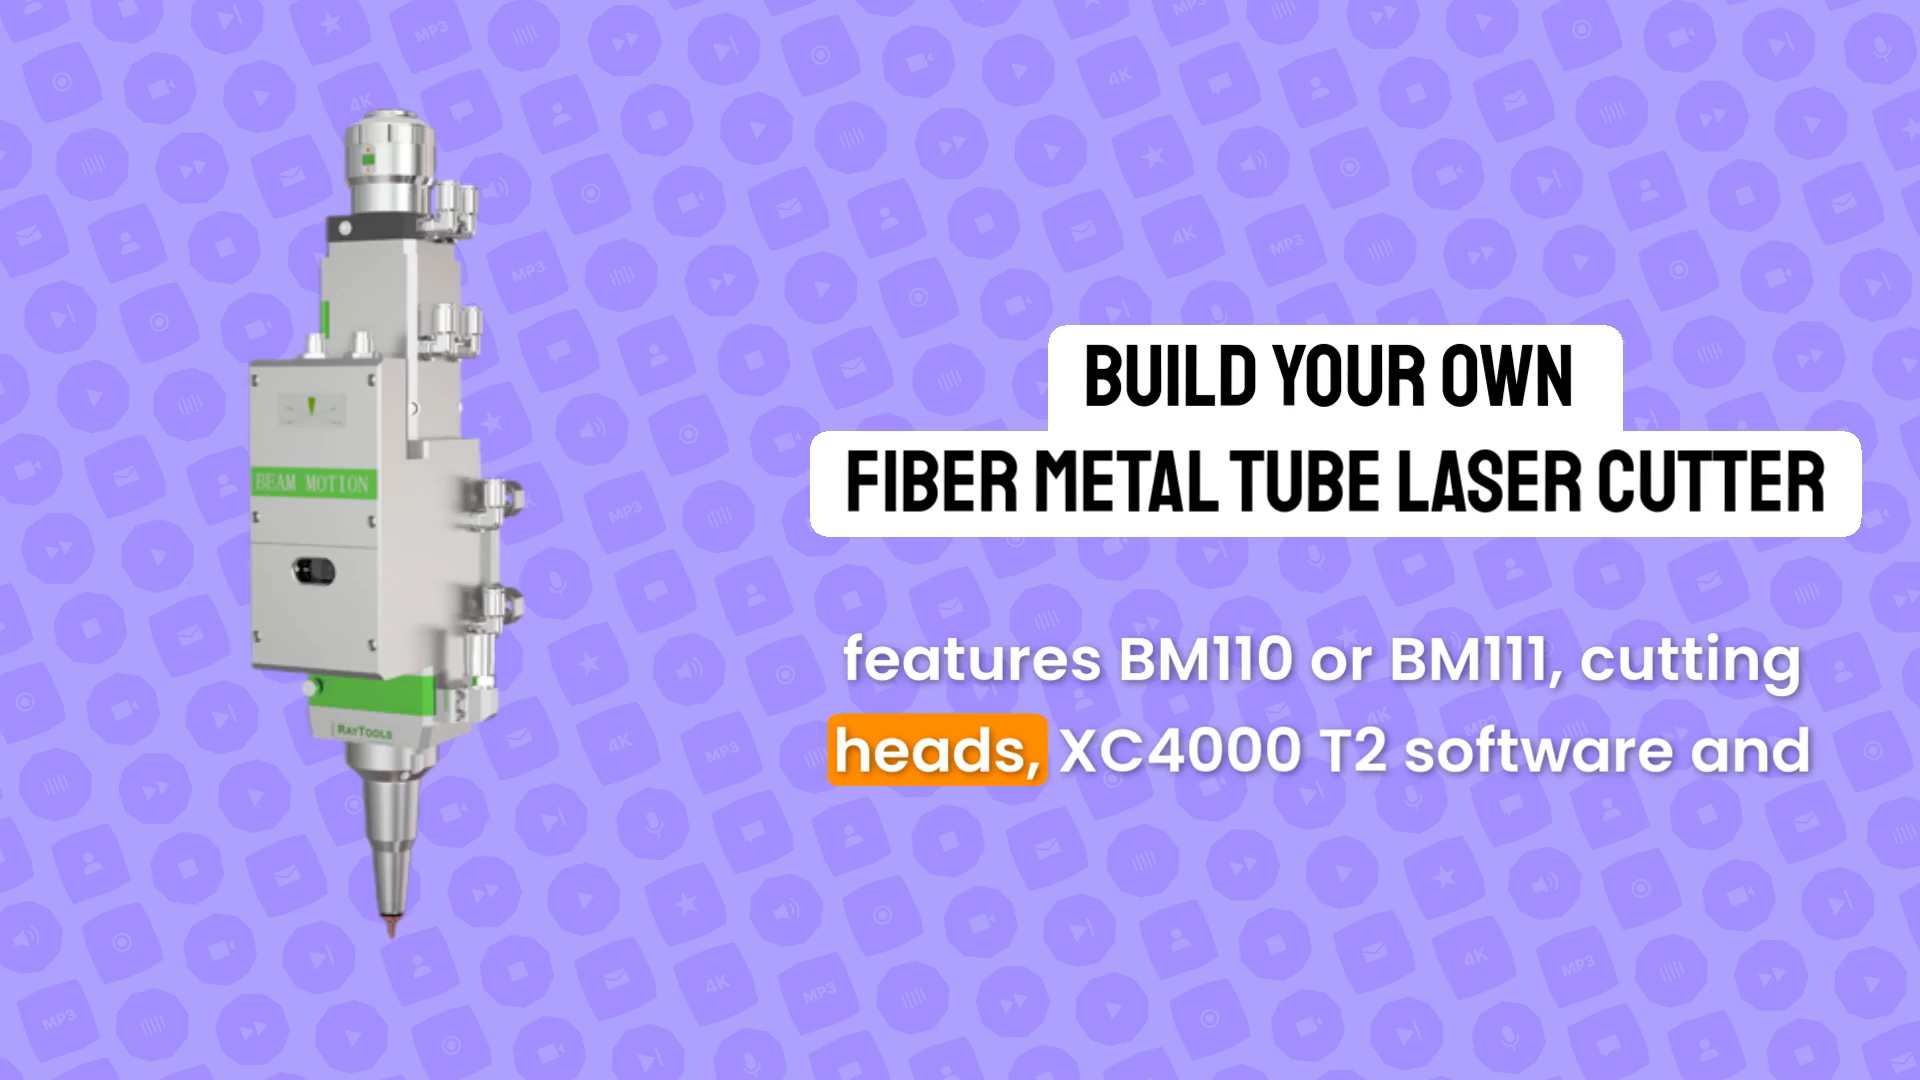 BUILD YOUR OWN
FIBER METAL TUBE LASER CUTTER
features BM110 or BM111, cutting
heads, XC4000 T2 software and
BEAM MOTION
RAYTOOLS